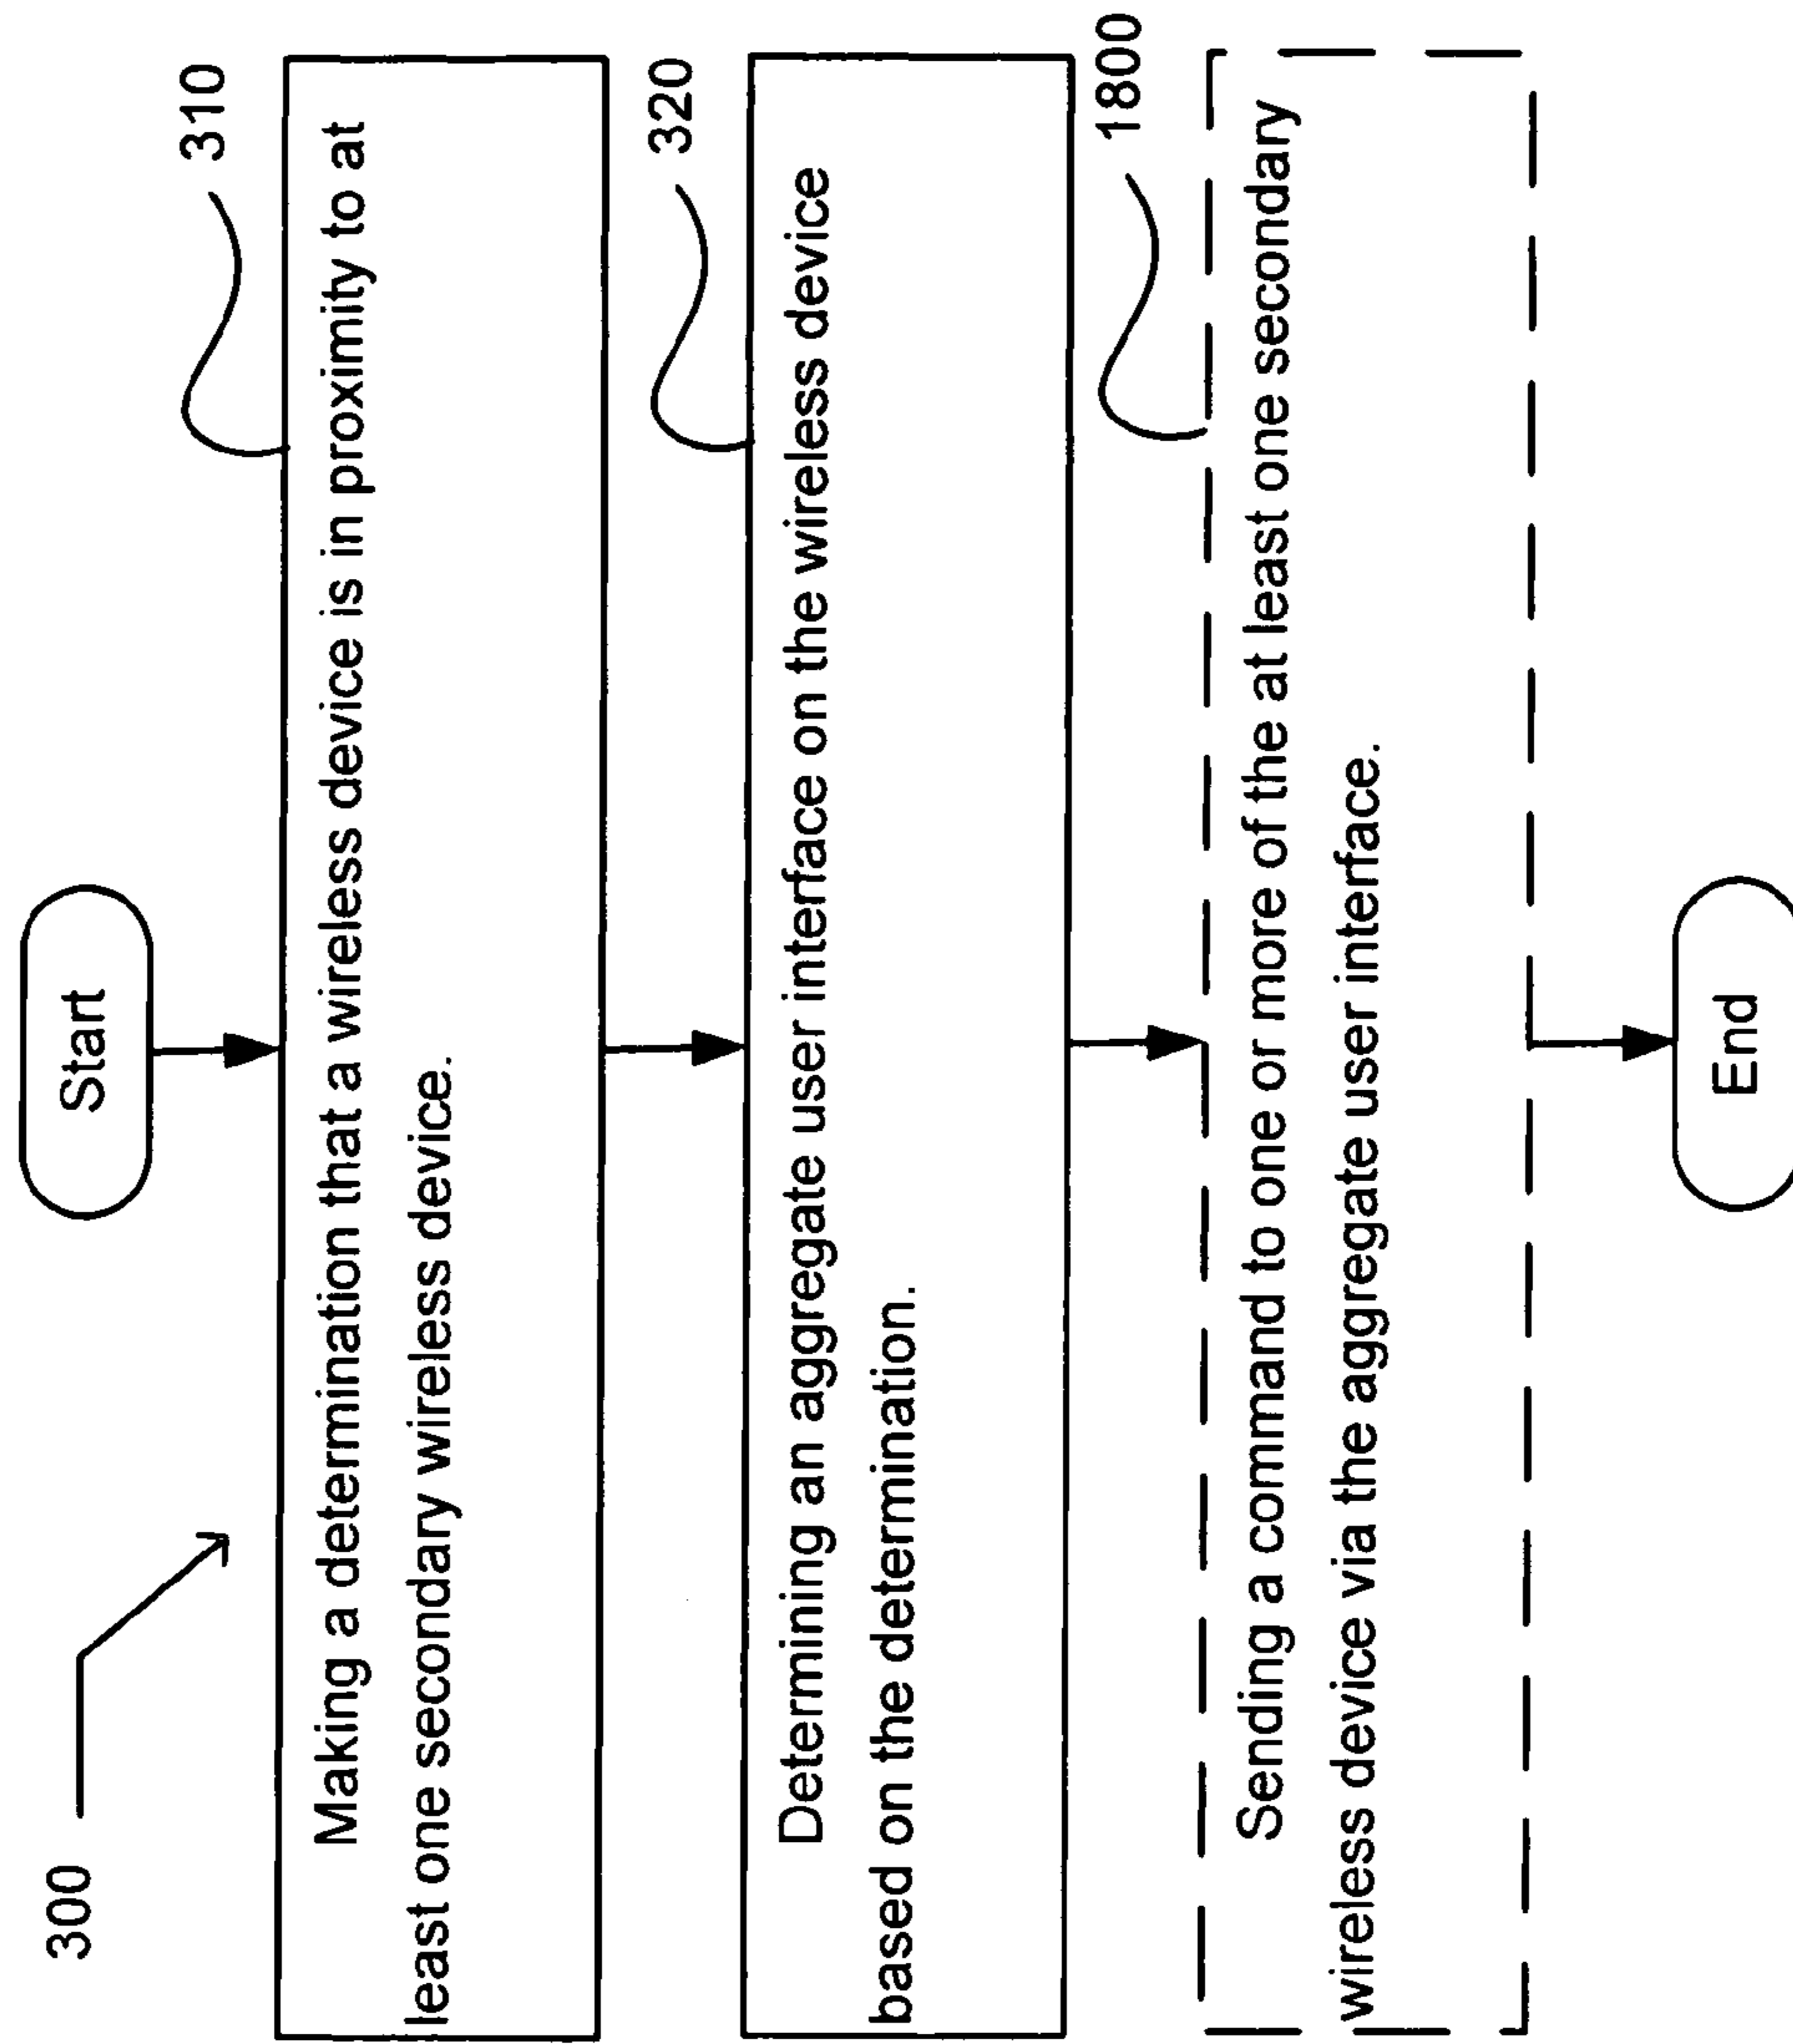 300
Start
310
Making a determination that a wireless device is in proximity to at
least one secondary wireless device.
320
Determining an aggregate user interface on the wireless device
based on the determination.
1800
Sending a command to one or more of the at least one secondary
wireless device via the aggregate user interface.
End